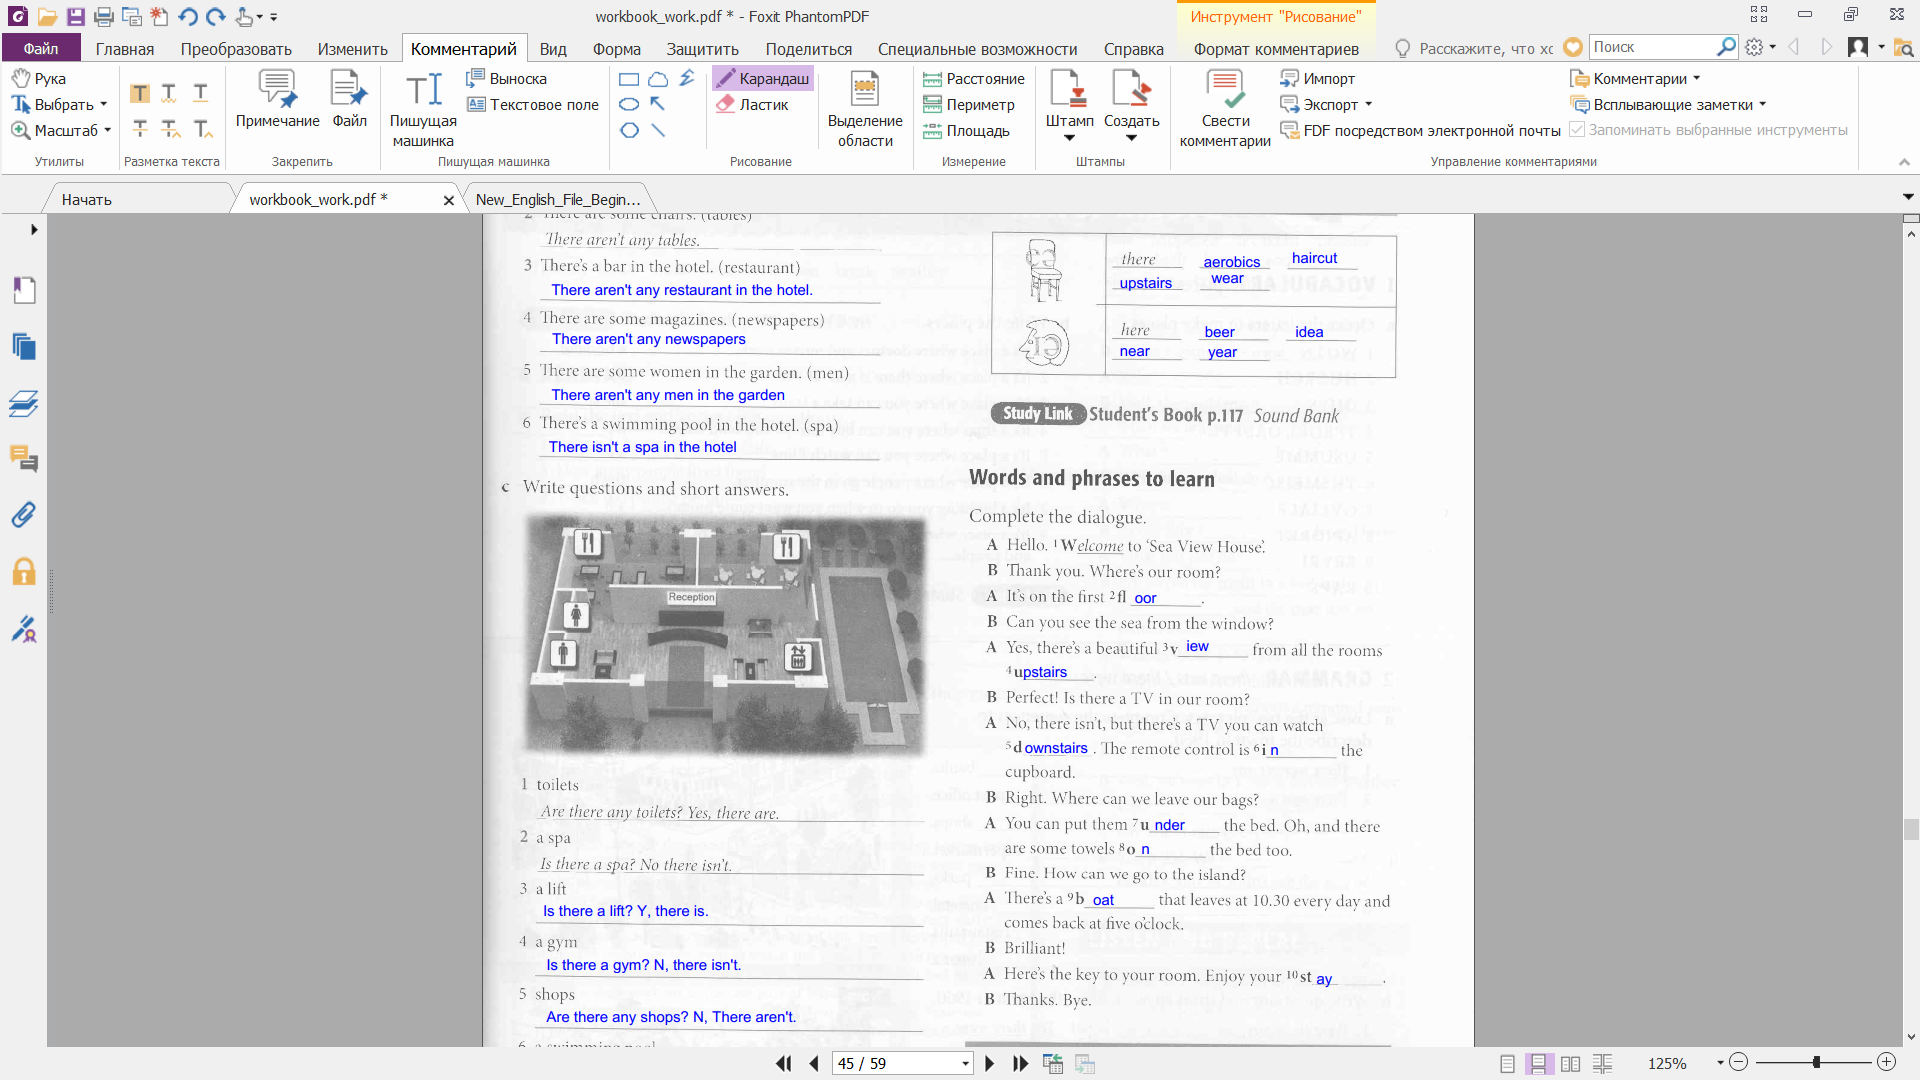 workbook_work.pdf * - Foxit PhantomPDF
Инструмент "Рисование"
Файл Главная Преобразовать Изменить Комментарий Вид Форма Защитить Поделиться Специальные возможности Справка Формат комментариев Расскажите, что хс Поиск
Рука
Выбрать
Масштаб
Утилиты
Разметка текста
Примечание
Файл
Закрепить
Пишущая машинка
Выноска
Текстовое поле
Пишущая машинка
Карандаш
Ластик
Рисование
Выделение области
Расстояние
Периметр
Площадь
Измерение
Штамп
Создать
Штампы
Свести комментарии
Импорт
Экспорт
FDF посредством электронной почты
Комментарии
Всплывающие заметки
Запоминать выбранные инструменты
Управление комментариями
Начать
workbook_work.pdf *
New_English_File_Begin...
2 There are some chairs. (tables)
There aren't any tables.
3 There's a bar in the hotel. (restaurant)
There aren't any restaurant in the hotel.
4 There are some magazines. (newspapers)
There aren't any newspapers
5 There are some women in the garden. (men)
There aren't any men in the garden
6 There's a swimming pool in the hotel. (spa)
There isn't a spa in the hotel
c Write questions and short answers.
Reception
1 toilets
Are there any toilets? Yes, there are.
2 a spa
Is there a spa? No there isn't.
3 a lift
Is there a lift? Y, there is.
4 a gym
Is there a gym? N, there isn't.
5 shops
Are there any shops? N, There aren't.
there aerobics haircut
upstairs wear
here beer idea
near year
Study Link Student's Book p.117 Sound Bank
Words and phrases to learn
Complete the dialogue.
A Hello. 1 Welcome to 'Sea View House'.
B Thank you. Where's our room?
A It's on the first 2 fl oor.
B Can you see the sea from the window?
A Yes, there's a beautiful 3 v iew from all the rooms
4 upstairs.
B Perfect! Is there a TV in our room?
A No, there isn't, but there's a TV you can watch
5 d ownstairs. The remote control is 6 i n the
cupboard.
B Right. Where can we leave our bags?
A You can put them 7 u nder the bed. Oh, and there
are some towels 8 o n the bed too.
B Fine. How can we go to the island?
A There's a 9 b oat that leaves at 10.30 every day and
comes back at five o'clock.
B Brilliant!
A Here's the key to your room. Enjoy your 10 st ay.
B Thanks. Bye.
45 / 59
125%